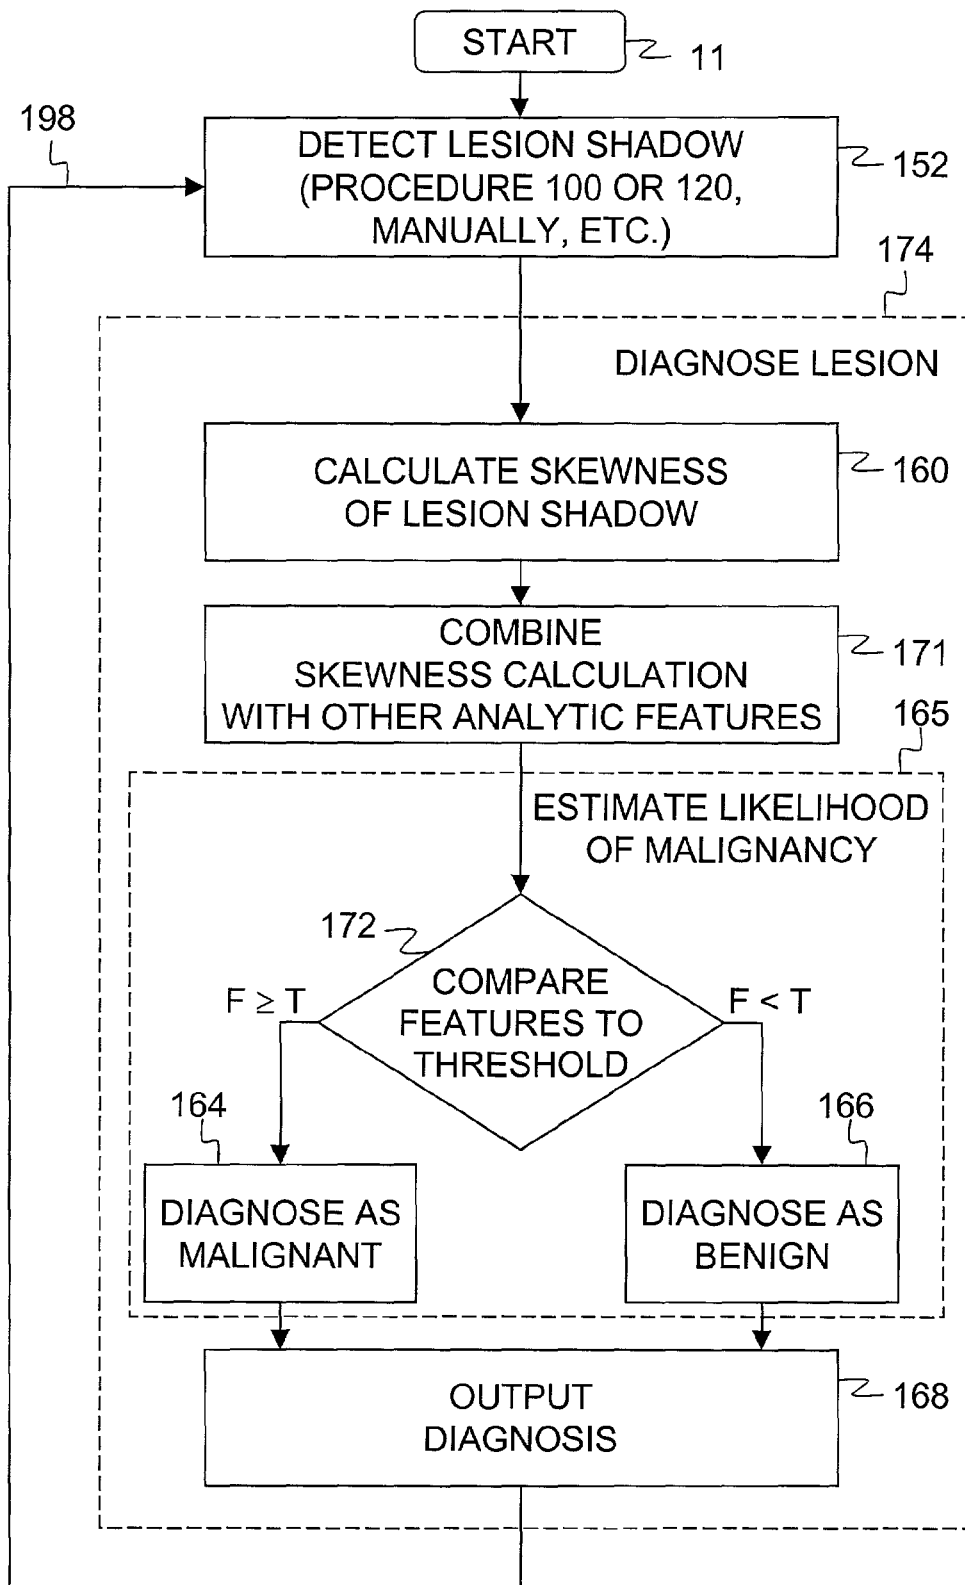 START
11
198
DETECT LESION SHADOW
(PROCEDURE 100 OR 120,
MANUALLY, ETC.)
152
174
DIAGNOSE LESION
CALCULATE SKEWNESS
OF LESION SHADOW
160
COMBINE
SKEWNESS CALCULATION
WITH OTHER ANALYTIC FEATURES
171
165
ESTIMATE LIKELIHOOD
OF MALIGNANCY
172
COMPARE
FEATURES TO
THRESHOLD
F ≥ T
F < T
164
166
DIAGNOSE AS
MALIGNANT
DIAGNOSE AS
BENIGN
OUTPUT
DIAGNOSIS
168